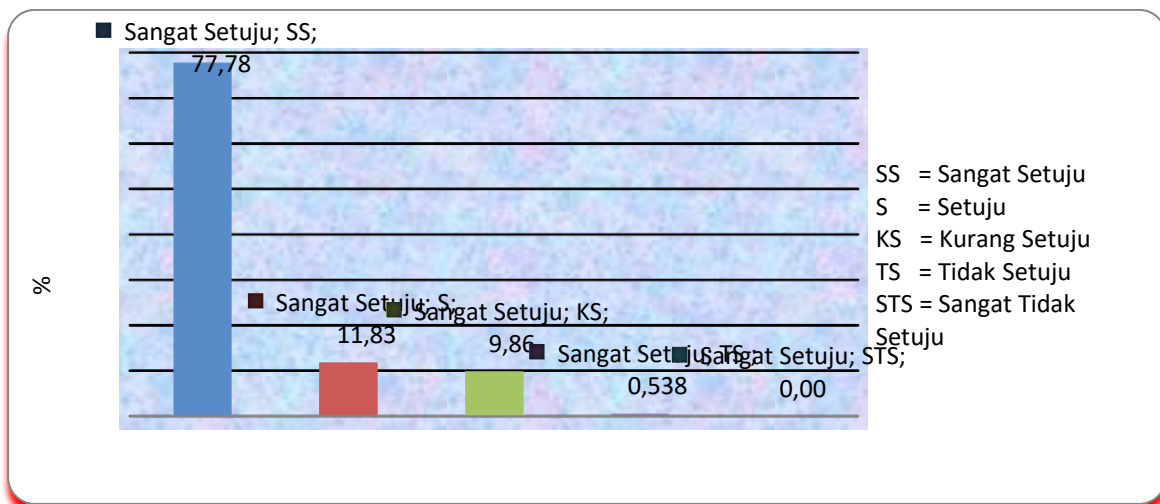 Sangat Setuju; SS;
77,78
Sangat Setuju; S;
11,83
Sangat Setuju; KS;
9,86
Sangat Setuju; TS ;
0,538
Sangat Setuju; STS;
0,00
%
SS = Sangat Setuju
S = Setuju
KS = Kurang Setuju
TS = Tidak Setuju
STS = Sangat Tidak
Setuju